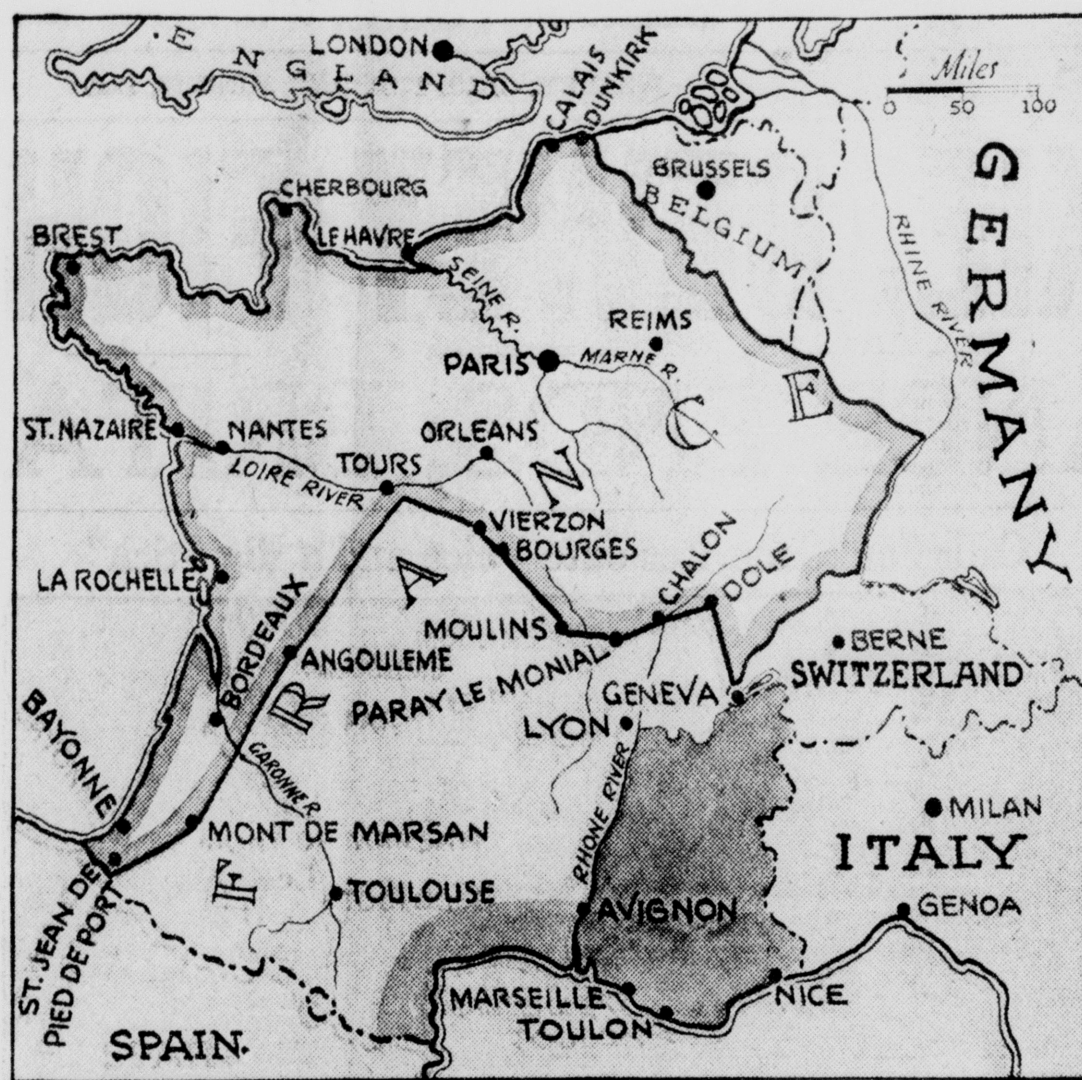 ENGLAND
LONDON
CALAIS
DUNKIRK
Miles
0 50 100
GERMANY
BRUSSELS
BELGIUM
RHINE RIVER
CHERBOURG
LE HAVRE
BREST
SEINE R.
REIMS
PARIS
MARNE R.
ST. NAZAIRE
NANTES
ORLEANS
TOURS
LOIRE RIVER
VIERZON
BOURGES
FRANCE
LA ROCHELLE
BORDEAUX
CHALON
DOLE
MOULINS
ANGOULEME
PARAY LE MONIAL
BERNE
SWITZERLAND
GENEVA
LYON
BAYONNE
GARONNE R.
RHONE RIVER
MONT DE MARSAN
MILAN
ITALY
TOULOUSE
AVIGNON
GENOA
ST. JEAN DE
PIED DE PORT
MARSEILLE
TOULON
NICE
SPAIN.